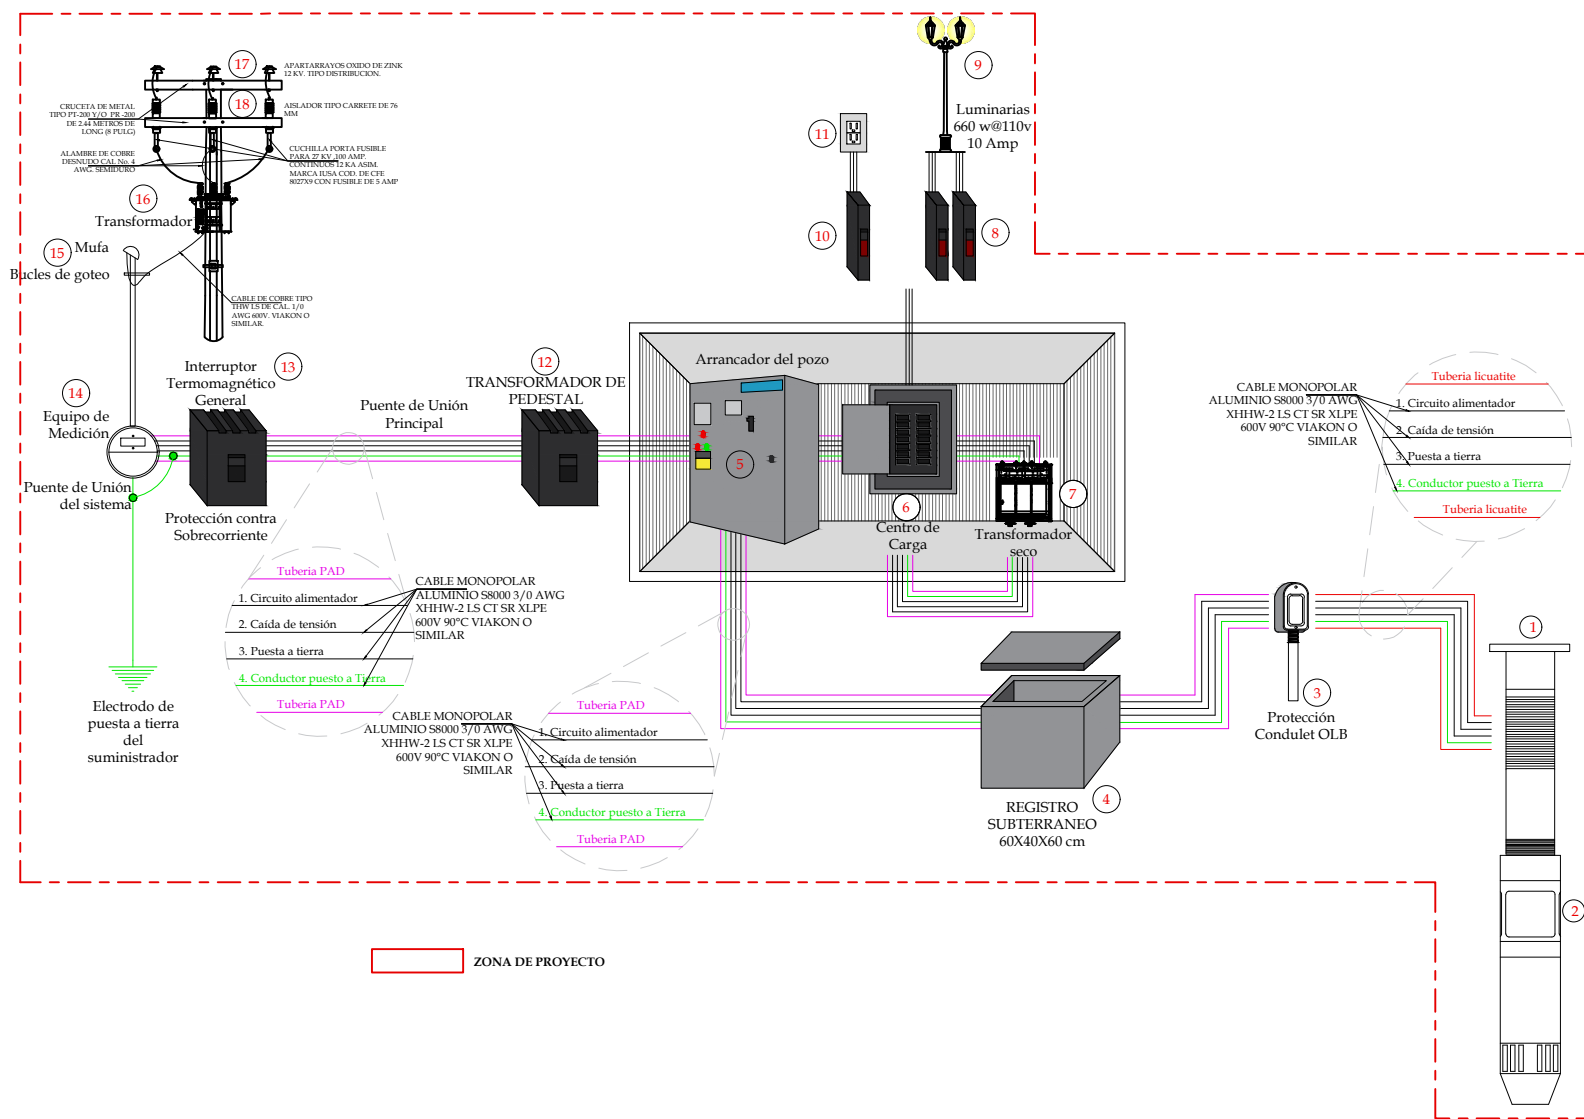 17
APARTARRAYOS OXIDO DE ZINK
12 KV. TIPO DISTRIBUCION.
18
AISLADOR TIPO CARRETE DE 76
MM
CRUCETA DE METAL
TIPO PT-200 Y/O PR -200
DE 2.44 METROS DE
LONG (8 PULG)
ALAMBRE DE COBRE
DESNUDO CAL No. 4
AWG. SEMIDURO
CUCHILLA PORTA FUSIBLE
PARA 27 KV ,100 AMP.
CONTINUOS 12 KA ASIM.
MARCA IUSA COD. DE CFE
8027X9 CON FUSIBLE DE 5 AMP
16
Transformador
15
Mufa
Bucles de goteo
CABLE DE COBRE TIPO
THW LS DE CAL. 1/0
AWG 600V. VIAKON O
SIMILAR.
9
Luminarias
660 w@110v
10 Amp
11
10
8
14
Equipo de
Medición
Interruptor
Termomagnético
General
13
Puente de Unión
Principal
12
TRANSFORMADOR DE
PEDESTAL
Arrancador del pozo
5
6
Centro de
Carga
7
Transformador
seco
Puente de Unión
del sistema
Protección contra
Sobrecorriente
Electrodo de
puesta a tierra
del
suministrador
Tuberia PAD
1. Circuito alimentador
2. Caída de tensión
3. Puesta a tierra
4. Conductor puesto a Tierra
Tuberia PAD
CABLE MONOPOLAR
ALUMINIO S8000 3/0 AWG
XHHW-2 LS CT SR XLPE
600V 90°C VIAKON O
SIMILAR
CABLE MONOPOLAR
ALUMINIO S8000 3/0 AWG
XHHW-2 LS CT SR XLPE
600V 90°C VIAKON O
SIMILAR
Tuberia PAD
1. Circuito alimentador
2. Caída de tensión
3. Puesta a tierra
4. Conductor puesto a Tierra
Tuberia PAD
CABLE MONOPOLAR
ALUMINIO S8000 3/0 AWG
XHHW-2 LS CT SR XLPE
600V 90°C VIAKON O
SIMILAR
Tuberia licuatite
1. Circuito alimentador
2. Caída de tensión
3. Puesta a tierra
4. Conductor puesto a Tierra
Tuberia licuatite
3
Protección
Condulet OLB
4
REGISTRO
SUBTERRANEO
60X40X60 cm
1
2
ZONA DE PROYECTO